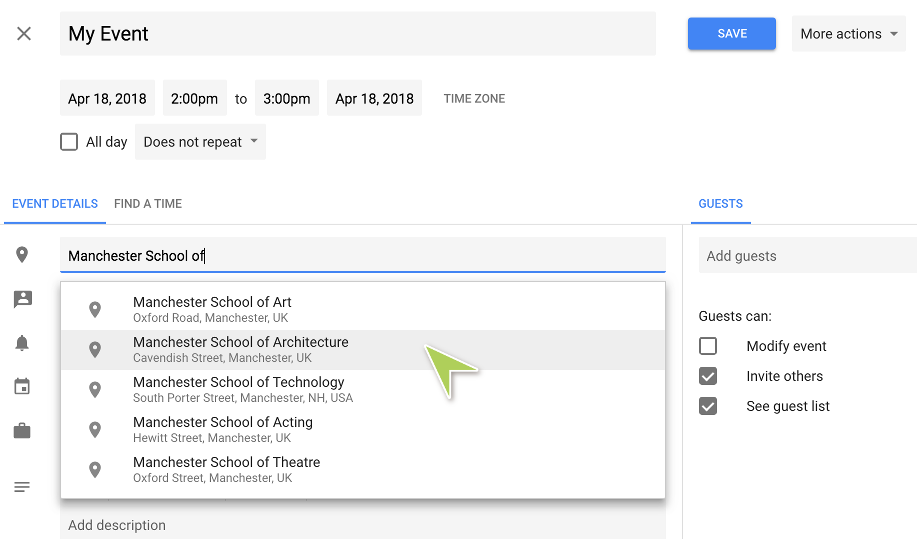 My Event
SAVE
More actions
Apr 18, 2018 2:00pm to 3:00pm Apr 18, 2018 TIME ZONE
All day Does not repeat
EVENT DETAILS FIND A TIME
GUESTS
Manchester School of
Manchester School of Art
Oxford Road, Manchester, UK
Manchester School of Architecture
Cavendish Street, Manchester, UK
Manchester School of Technology
South Porter Street, Manchester, NH, USA
Manchester School of Acting
Hewitt Street, Manchester, UK
Manchester School of Theatre
Oxford Street, Manchester, UK
Add description
Add guests
Guests can:
Modify event
Invite others
See guest list